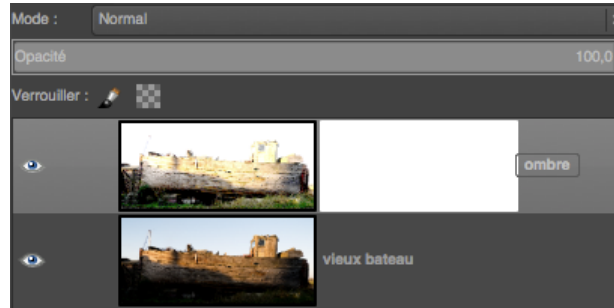 Mode : Normal
Opacité 100,0
Verrouiller :
ombre
vieux bateau